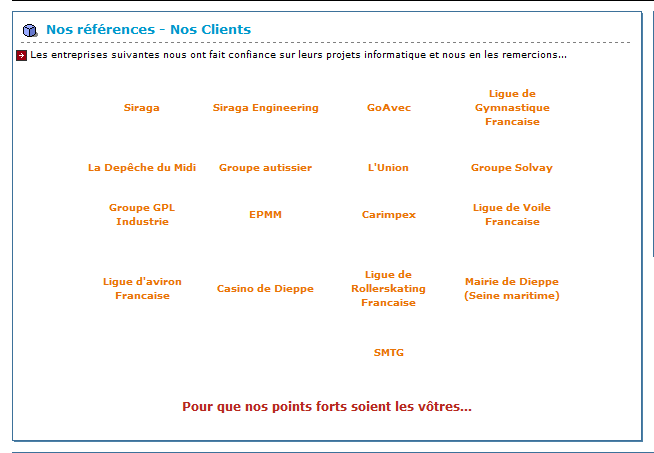 Nos références - Nos Clients
Les entreprises suivantes nous ont fait confiance sur leurs projets informatique et nous en les remercions...
Siraga
Siraga Engineering
GoAvec
Ligue de
Gymnastique
Francaise
La Depêche du Midi
Groupe autissier
L'Union
Groupe Solvay
Groupe GPL
Industrie
EPMM
Carimpex
Ligue de Voile
Francaise
Ligue d'aviron
Francaise
Casino de Dieppe
Ligue de
Rollerskating
Francaise
Mairie de Dieppe
(Seine maritime)
SMTG
Pour que nos points forts soient les vôtres...